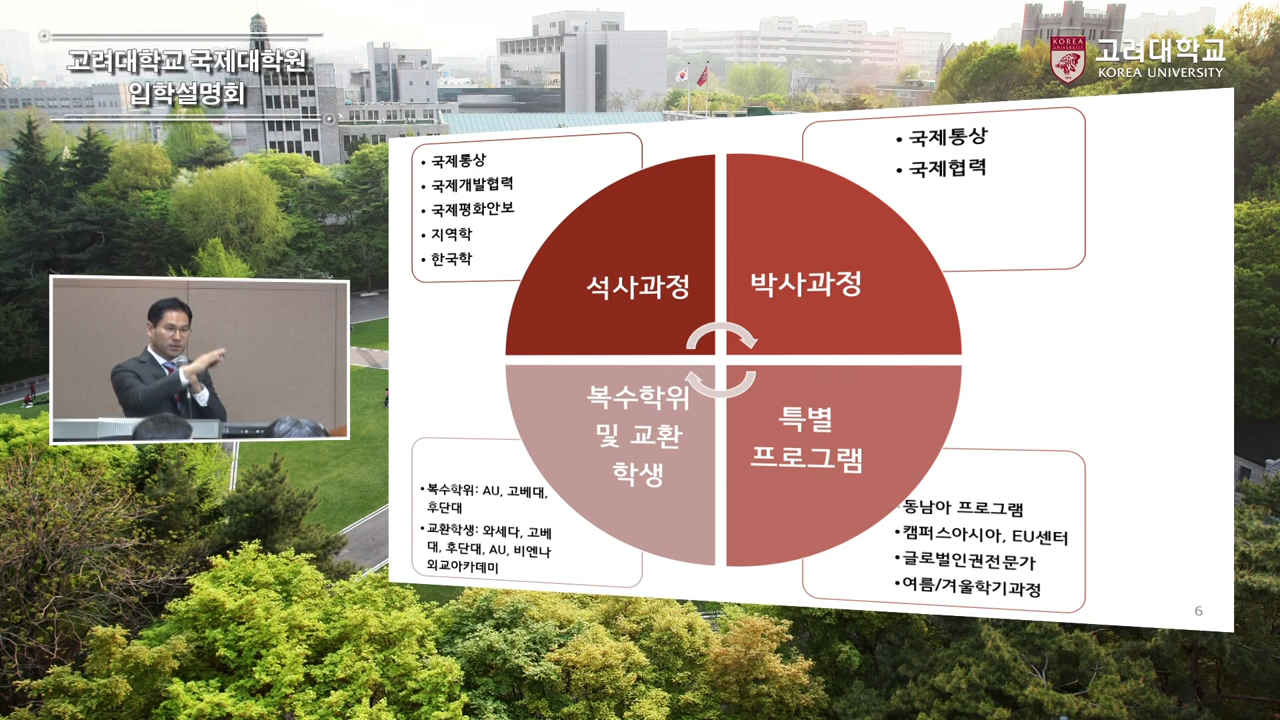 고려대학교 국제대학원
입학설명회
KOREA
UNIVERSITY
고려대학교
KOREA UNIVERSITY
• 국제통상
• 국제개발협력
• 국제평화안보
• 지역학
• 한국학
• 국제통상
• 국제협력
석사과정
박사과정
복수학위
및 교환
학생
특별
프로그램
•복수학위: AU, 고베대,
후단대
•교환학생: 와세다, 고베
대, 후단대, AU, 비엔나
외교아카데미
•동남아 프로그램
•캠퍼스아시아, EU센터
•글로벌인권전문가
•여름/겨울학기과정
6